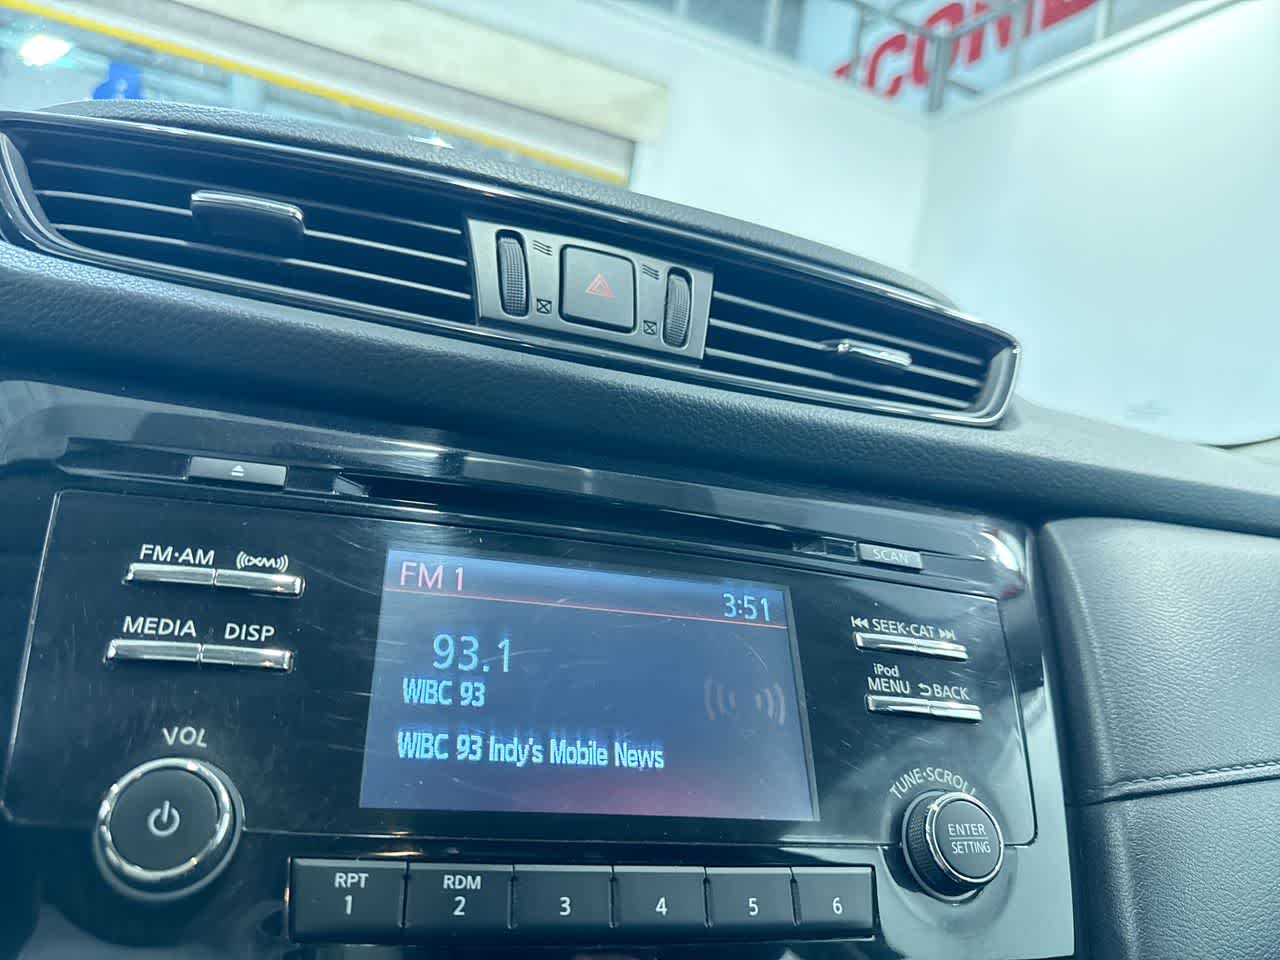 FM·AM
((XM))
MEDIA
DISP
VOL
FM 1
3:51
93.1
WIBC 93
WIBC 93 Indy's Mobile News
SCAN
SEEK·CAT
iPod
MENU
BACK
TUNE·SCROLL
ENTER
SETTING
RPT
1
RDM
2
3
4
5
6